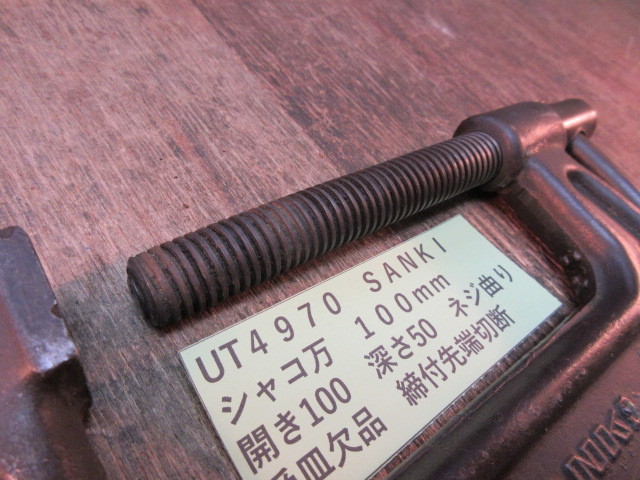 UT4970 SANKI
シャコ万 100mm
開き100 深さ50 ネジ曲り
受皿欠品 締付先端切断